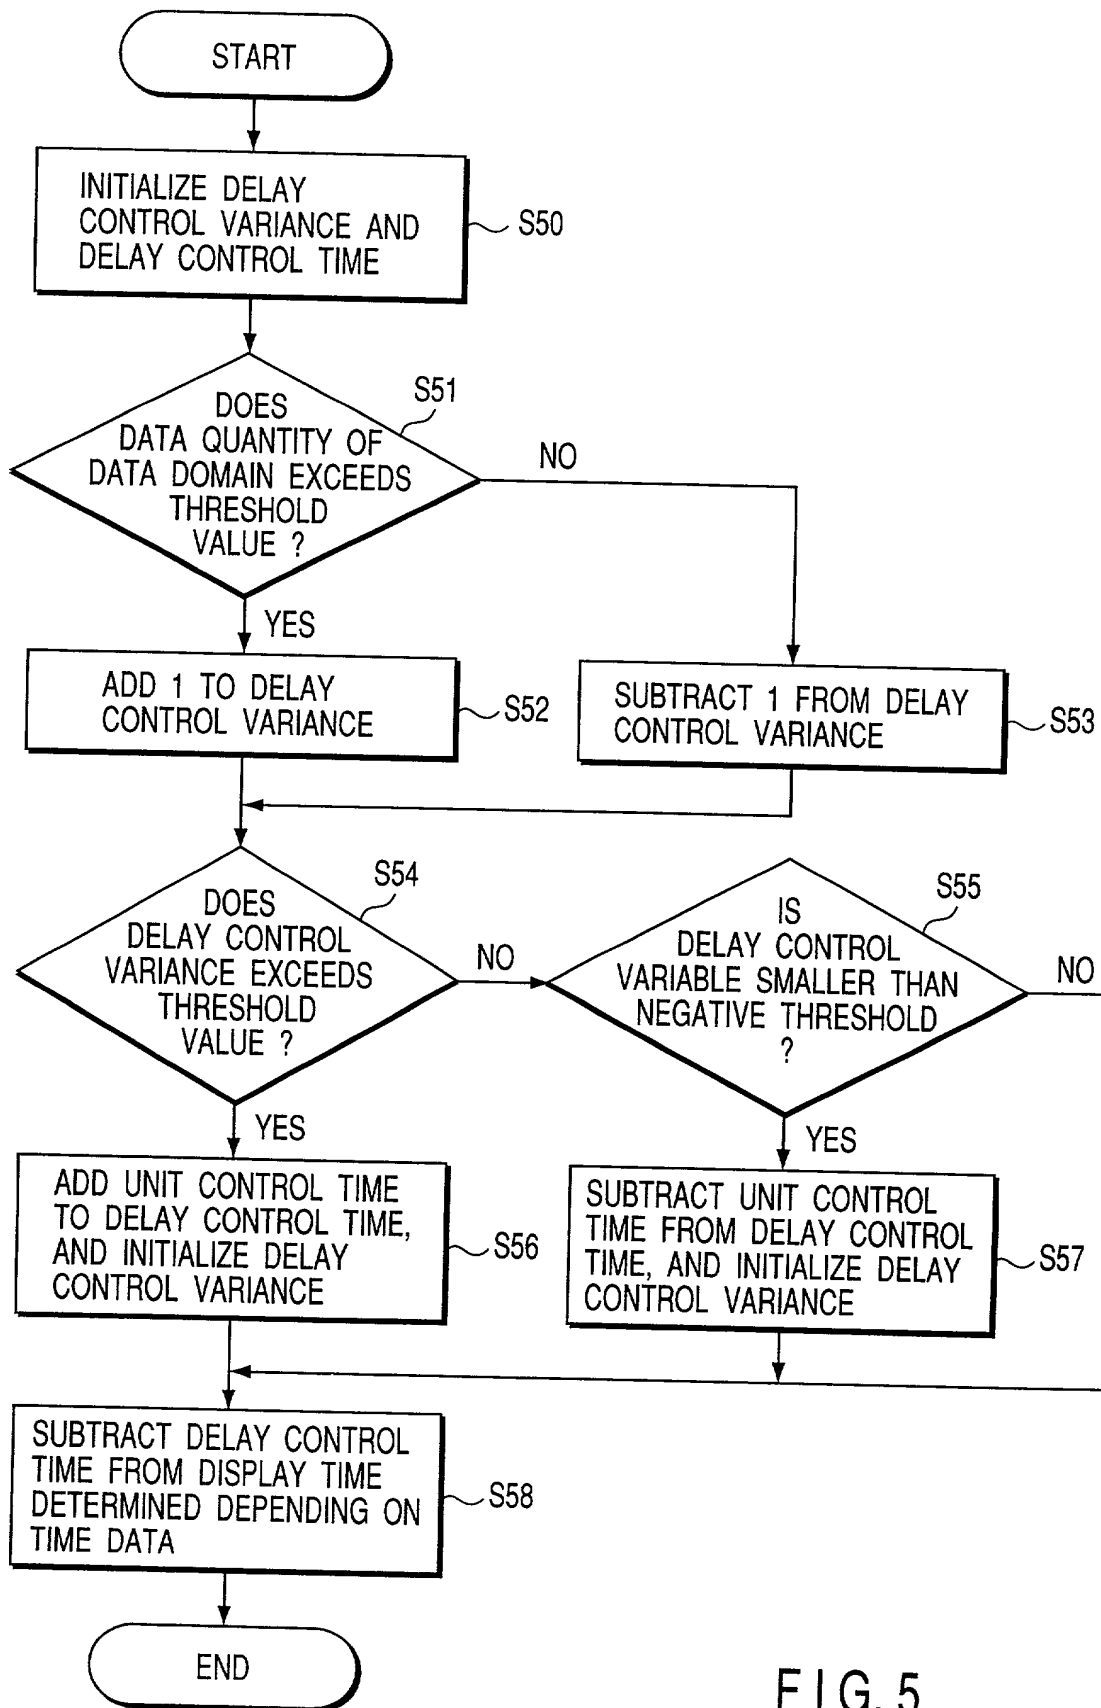 START
INITIALIZE DELAY
CONTROL VARIANCE AND
DELAY CONTROL TIME
S50
DOES
DATA QUANTITY OF
DATA DOMAIN EXCEEDS
THRESHOLD
VALUE ?
S51
NO
YES
ADD 1 TO DELAY
CONTROL VARIANCE
S52
SUBTRACT 1 FROM DELAY
CONTROL VARIANCE
S53
DOES
DELAY CONTROL
VARIANCE EXCEEDS
THRESHOLD
VALUE ?
S54
NO
IS
DELAY CONTROL
VARIABLE SMALLER THAN
NEGATIVE THRESHOLD
?
S55
NO
YES
YES
ADD UNIT CONTROL TIME
TO DELAY CONTROL TIME,
AND INITIALIZE DELAY
CONTROL VARIANCE
S56
SUBTRACT UNIT CONTROL
TIME FROM DELAY CONTROL
TIME, AND INITIALIZE DELAY
CONTROL VARIANCE
S57
SUBTRACT DELAY CONTROL
TIME FROM DISPLAY TIME
DETERMINED DEPENDING ON
TIME DATA
S58
END
FIG. 5